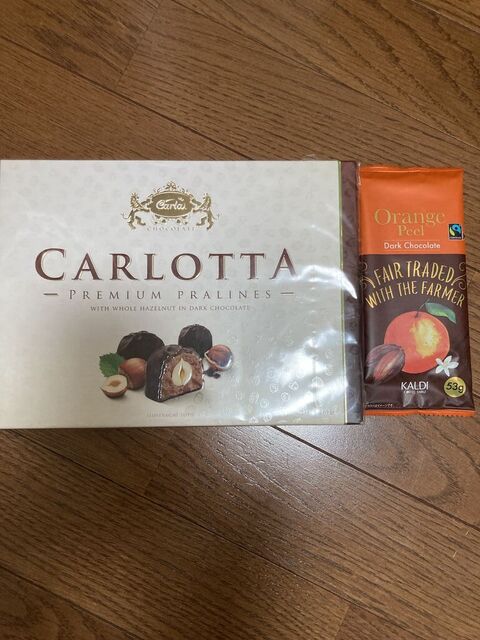 Carla
CHOCOLATE
CARLOTTA
PREMIUM PRALINES
WITH WHOLE HAZELNUT IN DARK CHOCOLATE
Orange
Peel
Dark Chocolate
FAIRTRADE
FAIR TRADED
WITH THE FARMER
KALDI
53g